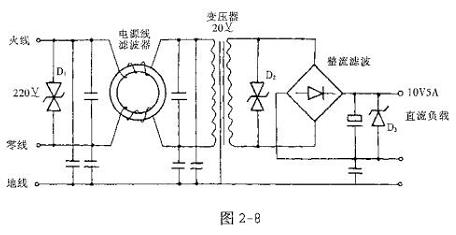 变压器
20V
电源线
滤波器
火线
D₁
220V
零线
地线
D₂
整流滤波
10V5A
直流负载
D₃
图 2-8